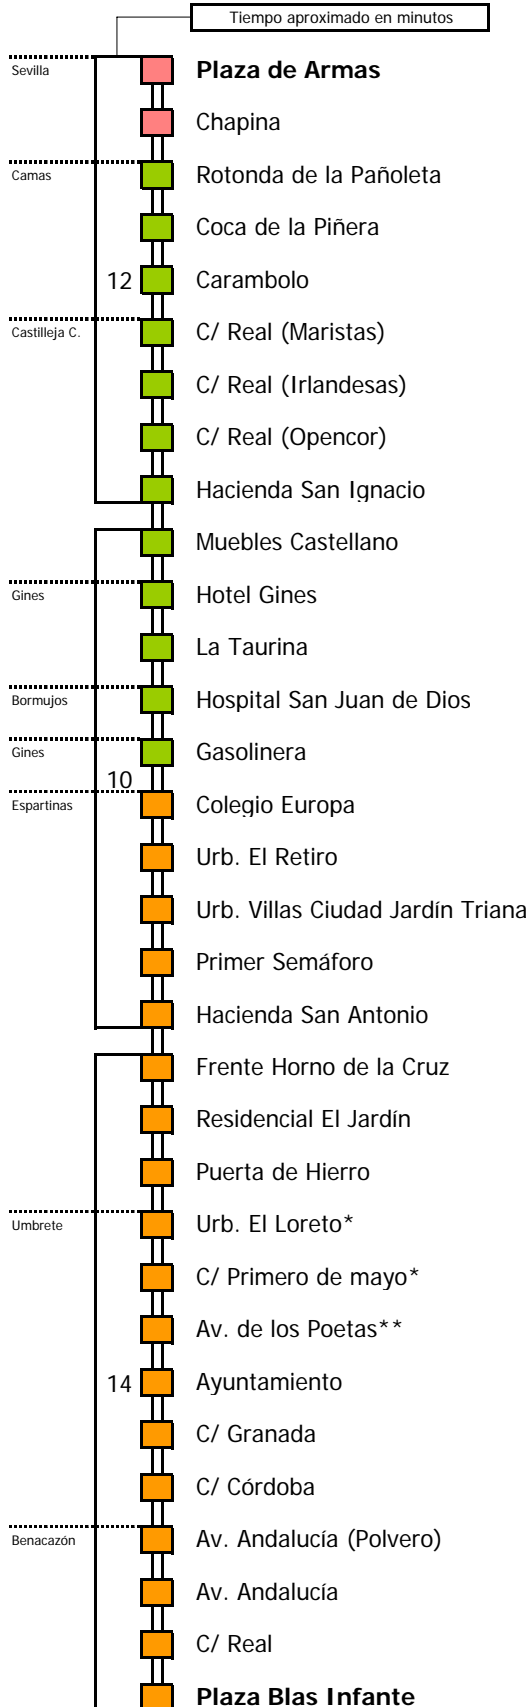 Tiempo aproximado en minutos
Sevilla
Plaza de Armas
Chapina
Camas
Rotonda de la Pañoleta
Coca de la Piñera
12
Carambolo
Castilleja C.
C/ Real (Maristas)
C/ Real (Irlandesas)
C/ Real (Opencor)
Hacienda San Ignacio
Muebles Castellano
Gines
Hotel Gines
La Taurina
Bormujos
Hospital San Juan de Dios
Gines
Gasolinera
10
Espartinas
Colegio Europa
Urb. El Retiro
Urb. Villas Ciudad Jardín Triana
Primer Semáforo
Hacienda San Antonio
Frente Horno de la Cruz
Residencial El Jardín
Puerta de Hierro
Umbrete
Urb. El Loreto*
C/ Primero de mayo*
Av. de los Poetas**
14
Ayuntamiento
C/ Granada
C/ Córdoba
Benacazón
Av. Andalucía (Polvero)
Av. Andalucía
C/ Real
Plaza Blas Infante